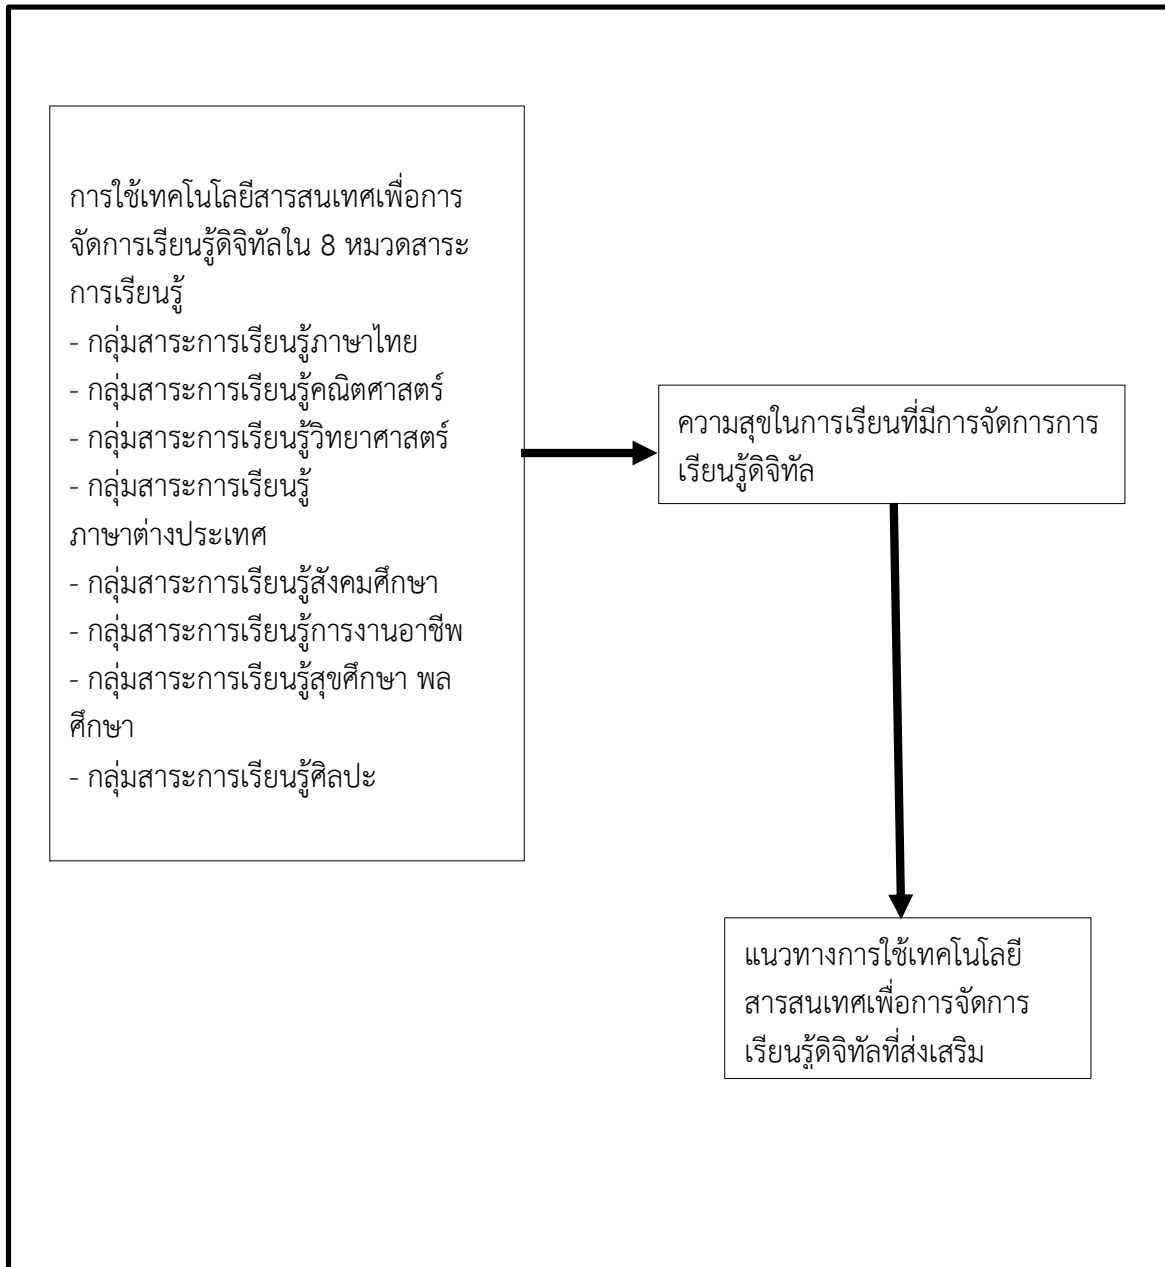 การใช้เทคโนโลยีสารสนเทศเพื่อการ
จัดการเรียนรู้ดิจิทัลใน 8 หมวดสาระ
การเรียนรู้
- กลุ่มสาระการเรียนรู้ภาษาไทย
- กลุ่มสาระการเรียนรู้คณิตศาสตร์
- กลุ่มสาระการเรียนรู้วิทยาศาสตร์
- กลุ่มสาระการเรียนรู้
ภาษาต่างประเทศ
- กลุ่มสาระการเรียนรู้สังคมศึกษา
- กลุ่มสาระการเรียนรู้การงานอาชีพ
- กลุ่มสาระการเรียนรู้สุขศึกษา พล
ศึกษา
- กลุ่มสาระการเรียนรู้ศิลปะ
ความสุขในการเรียนที่มีการจัดการการ
เรียนรู้ดิจิทัล
แนวทางการใช้เทคโนโลยี
สารสนเทศเพื่อการจัดการ
เรียนรู้ดิจิทัลที่ส่งเสริม